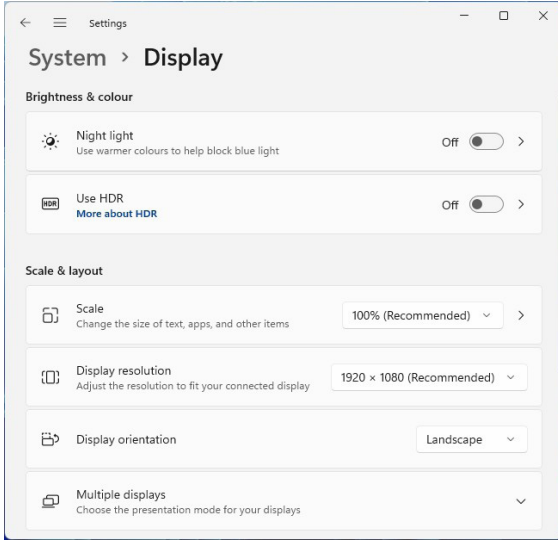 Settings
System > Display
Brightness & colour
Night light
Use warmer colours to help block blue light
Off
HDR
Use HDR
More about HDR
Off
Scale & layout
Scale
Change the size of text, apps, and other items
100% (Recommended)
Display resolution
Adjust the resolution to fit your connected display
1920 × 1080 (Recommended)
Display orientation
Landscape
Multiple displays
Choose the presentation mode for your displays